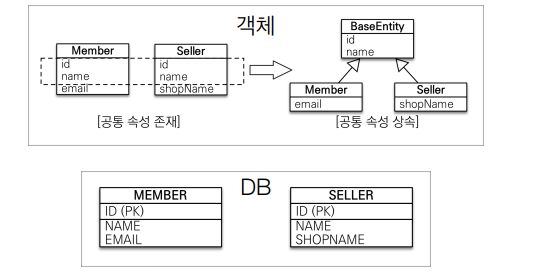 객체
Member
id
name
email
Seller
id
name
shopName
[공통 속성 존재]
BaseEntity
id
name
Member
email
Seller
shopName
[공통 속성 상속]
DB
MEMBER
ID (PK)
NAME
EMAIL
SELLER
ID (PK)
NAME
SHOPNAME